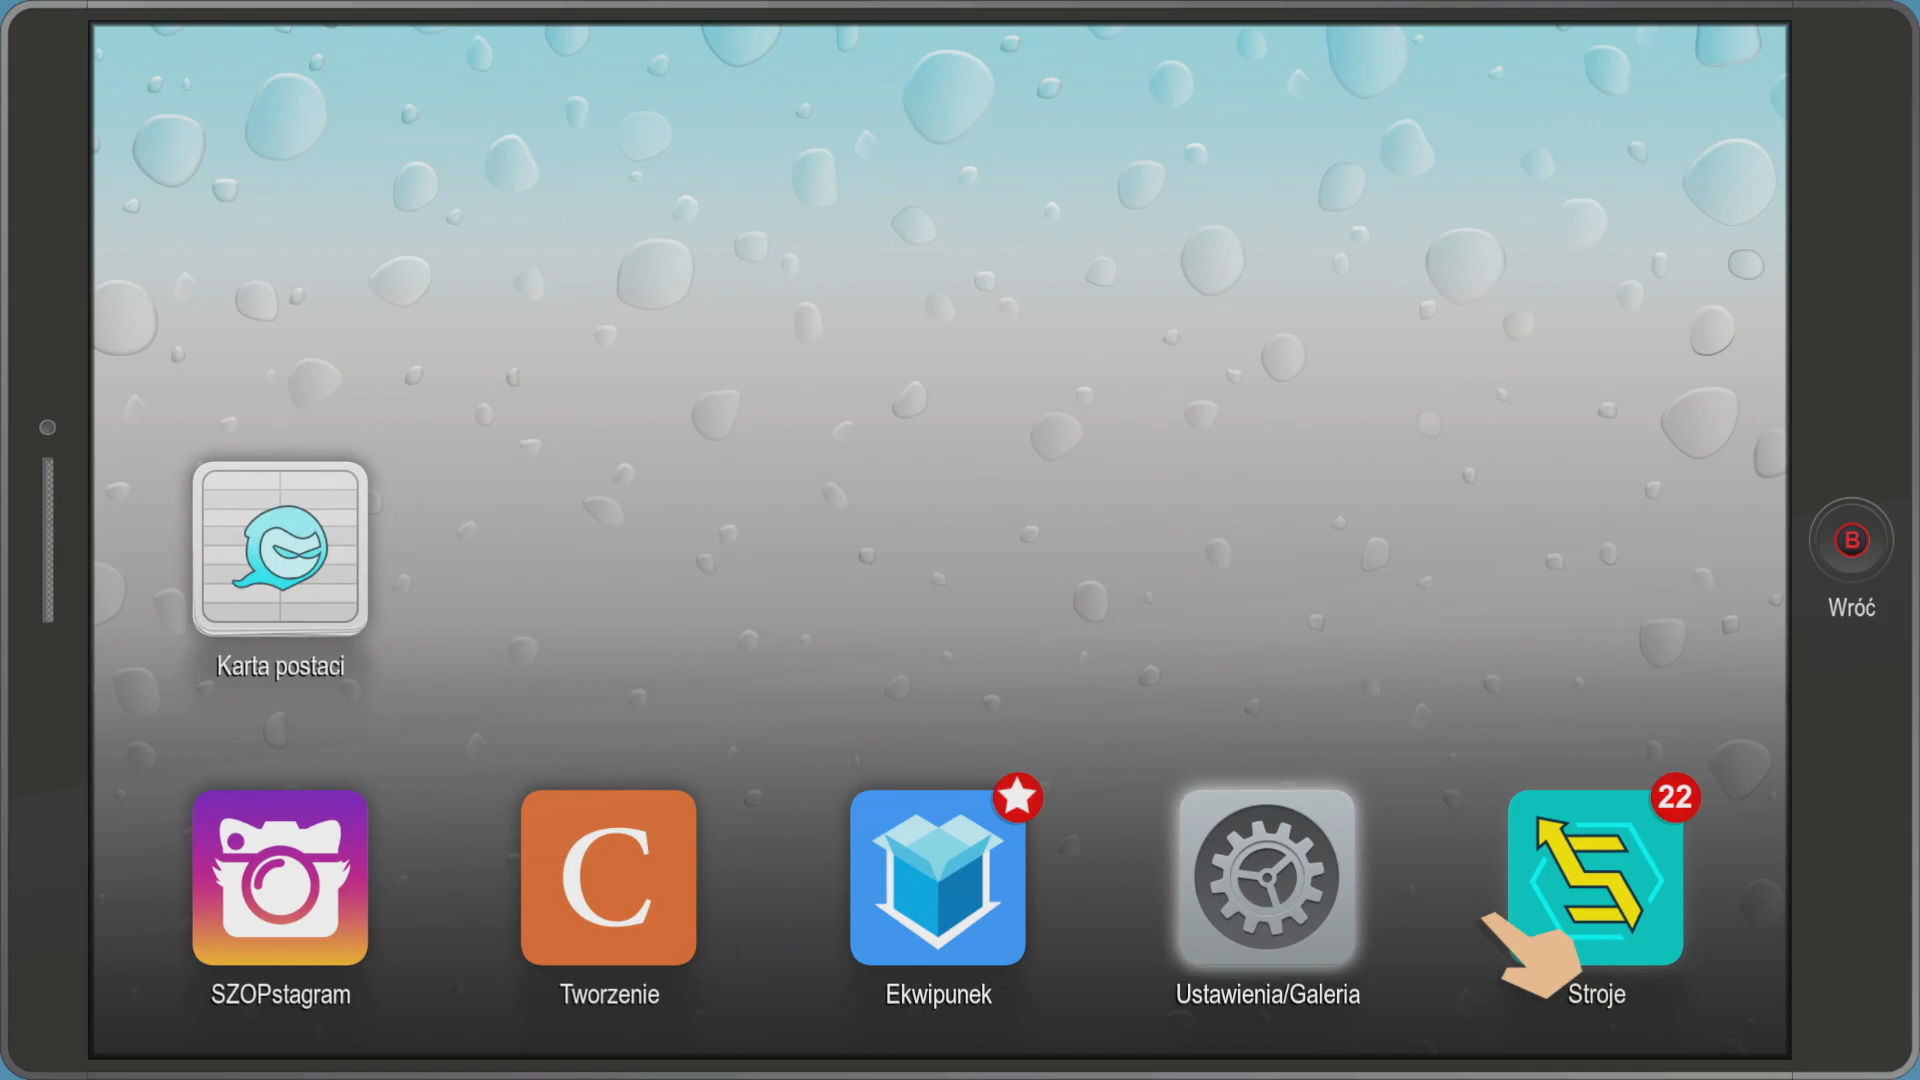 B
Wróć
Karta postaci
22
C
SZOPstagram
Tworzenie
Ekwipunek
Ustawienia/Galeria
Stroje